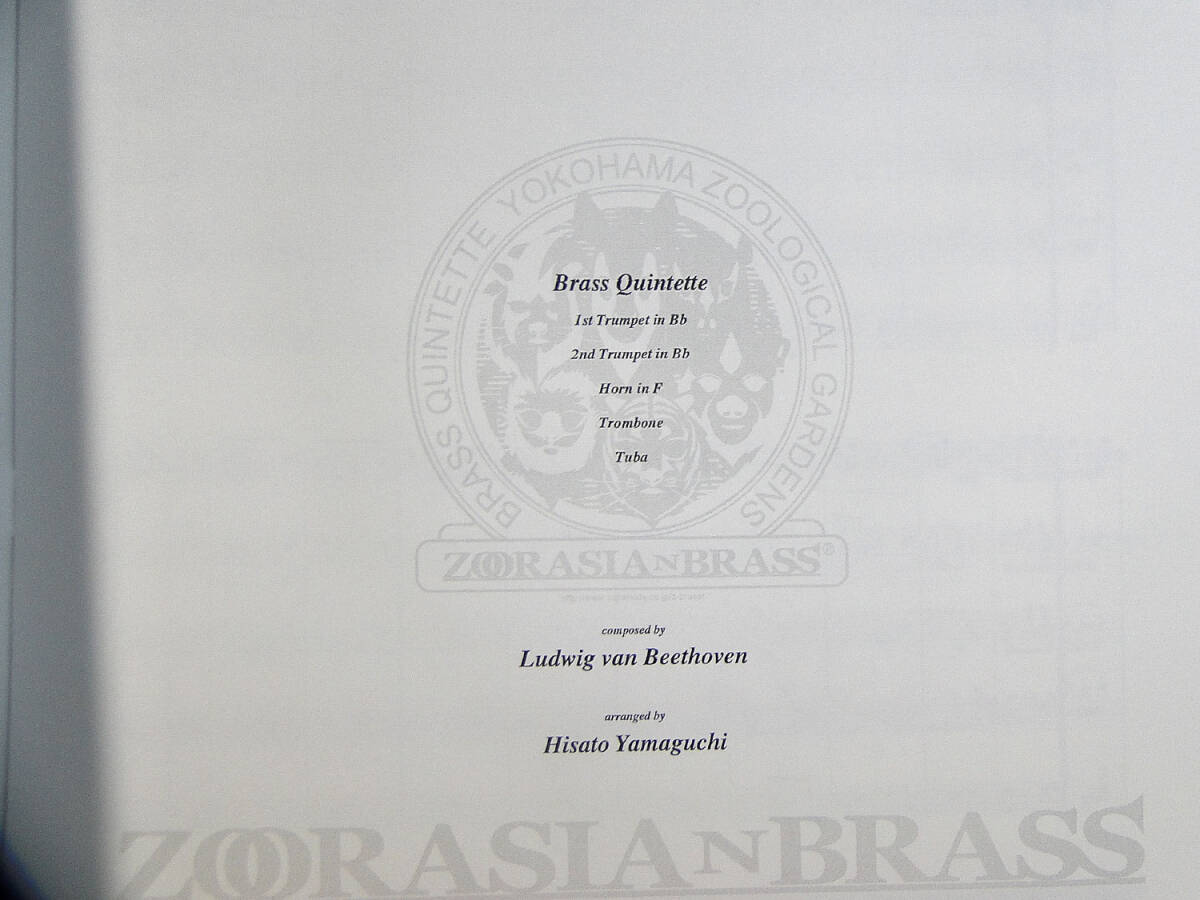 BRASS QUINTETTE YOKOHAMA ZOOLOGICAL GARDENS
Brass Quintette
1st Trumpet in Bb
2nd Trumpet in Bb
Horn in F
Trombone
Tuba
ZOORASIANBRASS®
composed by
Ludwig van Beethoven
arranged by
Hisato Yamaguchi
ZOORASIANBRASS